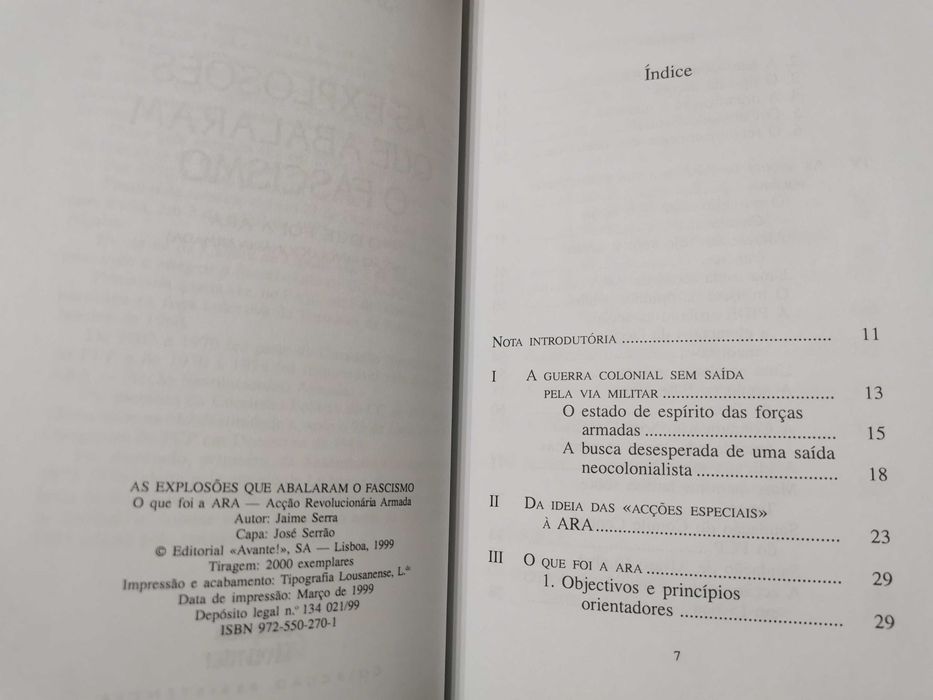 AS EXPLOSÕES QUE ABALARAM O FASCISMO
O que foi a ARA — Acção Revolucionária Armada
Autor: Jaime Serra
Capa: José Serrão
© Editorial «Avante!», SA — Lisboa, 1999
Tiragem: 2000 exemplares
Impressão e acabamento: Tipografia Lousanense, L.ª
Data de impressão: Março de 1999
Depósito legal n.º 134 021/99
ISBN 972-550-270-1
Índice
NOTA INTRODUTÓRIA ............................................ 11
I A GUERRA COLONIAL SEM SAÍDA
PELA VIA MILITAR .................................... 13
O estado de espírito das forças
armadas ........................................ 15
A busca desesperada de uma saída
neocolonialista ............................. 18
II DA IDEIA DAS «ACÇÕES ESPECIAIS»
À ARA.................................................. 23
III O QUE FOI A ARA ........................................ 29
1. Objectivos e princípios
orientadores ................................... 29
7